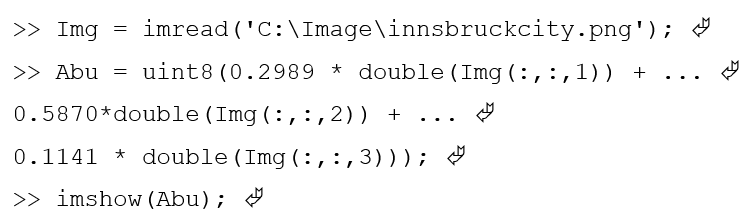 >> Img = imread('C:\Image\innsbruckcity.png'); ↵
>> Abu = uint8(0.2989 * double(Img(:,:,1)) + ... ↵
0.5870*double(Img(:,:,2)) + ... ↵
0.1141 * double(Img(:,:,3))); ↵
>> imshow(Abu); ↵